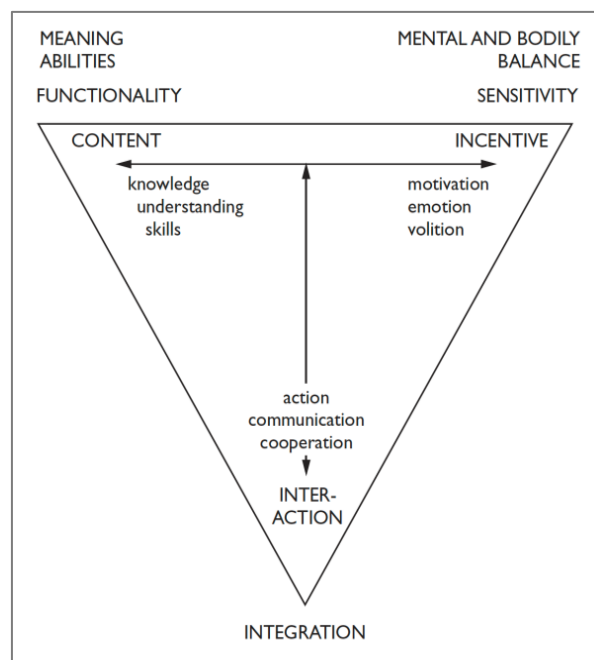 MEANING
ABILITIES
MENTAL AND BODILY
BALANCE
FUNCTIONALITY
SENSITIVITY
CONTENT
INCENTIVE
knowledge
understanding
skills
motivation
emotion
volition
action
communication
cooperation
INTER-
ACTION
INTEGRATION